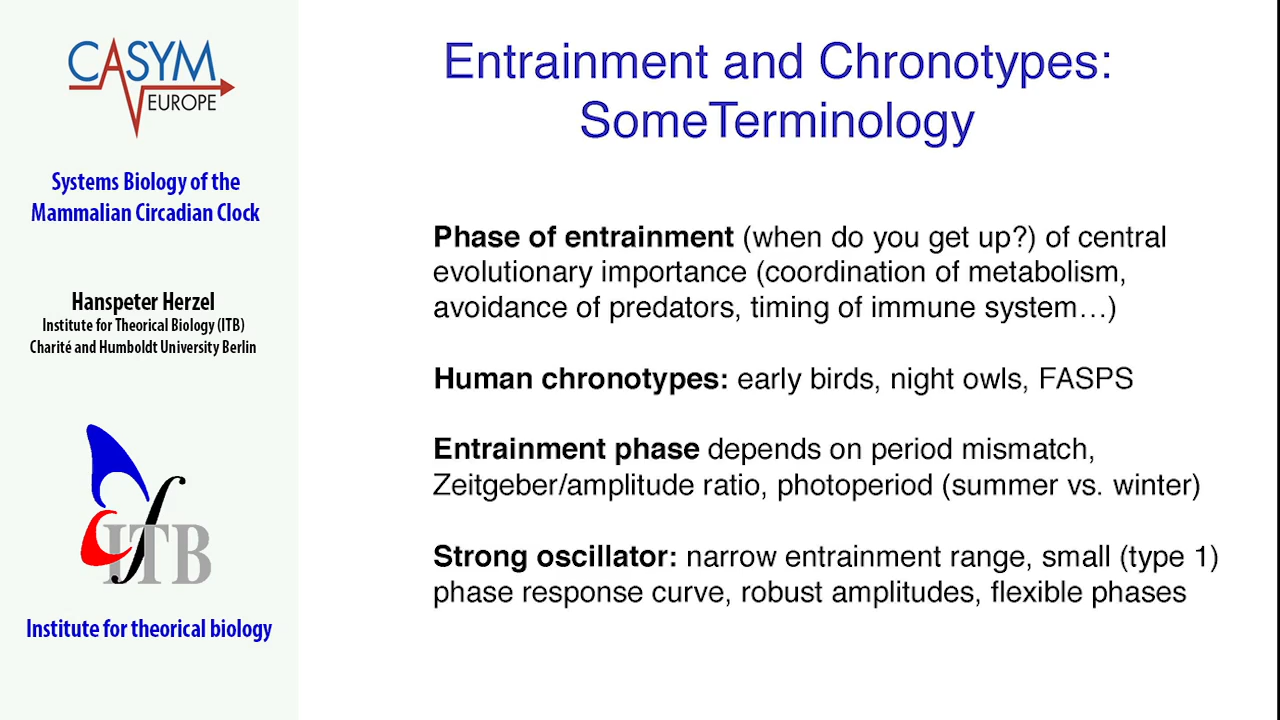 CASYM
EUROPE
Systems Biology of the
Mammalian Circadian Clock
Hanspeter Herzel
Institute for Theorical Biology (ITB)
Charité and Humboldt University Berlin
ITB
Institute for theorical biology
Entrainment and Chronotypes:
SomeTerminology
Phase of entrainment (when do you get up?) of central
evolutionary importance (coordination of metabolism,
avoidance of predators, timing of immune system…)
Human chronotypes: early birds, night owls, FASPS
Entrainment phase depends on period mismatch,
Zeitgeber/amplitude ratio, photoperiod (summer vs. winter)
Strong oscillator: narrow entrainment range, small (type 1)
phase response curve, robust amplitudes, flexible phases